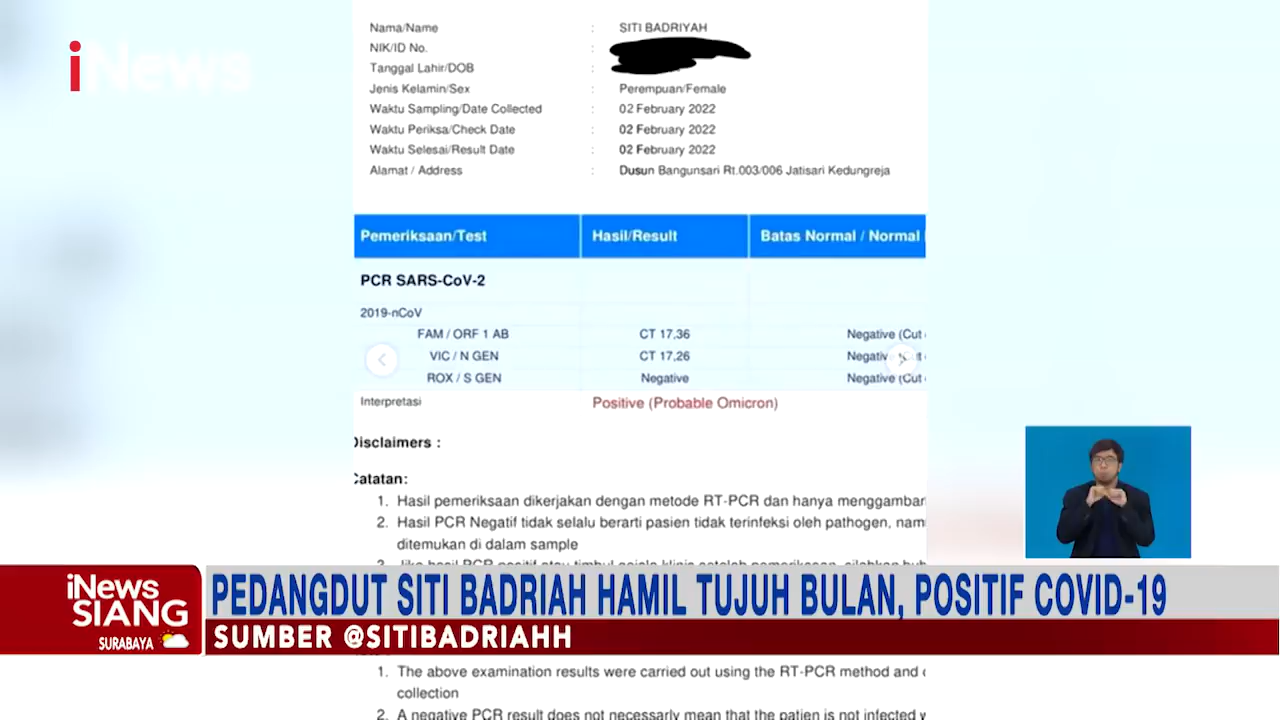 iNews
Nama/Name : SITI BADRIYAH
NIK/ID No. :
Tanggal Lahir/DOB :
Jenis Kelamin/Sex : Perempuan/Female
Waktu Sampling/Date Collected : 02 February 2022
Waktu Periksa/Check Date : 02 February 2022
Waktu Selesai/Result Date : 02 February 2022
Alamat / Address : Dusun Bangunsari Rt.003/006 Jatisari Kedungreja
Pemeriksaan/Test Hasil/Result Batas Normal / Normal
PCR SARS-CoV-2
2019-nCoV
FAM / ORF 1 AB CT 17,36 Negative (Cut
VIC / N GEN CT 17,26 Negative (Cut
ROX / S GEN Negative Negative (Cut
Interpretasi Positive (Probable Omicron)
Disclaimers :
Catatan:
1. Hasil pemeriksaan dikerjakan dengan metode RT-PCR dan hanya menggambar
2. Hasil PCR Negatif tidak selalu berarti pasien tidak terinfeksi oleh pathogen, nam
ditemukan di dalam sample
iNews
SIANG
SURABAYA
PEDANGDUT SITI BADRIAH HAMIL TUJUH BULAN, POSITIF COVID-19
SUMBER @SITIBADRIAHH
1. The above examination results were carried out using the RT-PCR method and
collection
2. A negative PCR result does not necessarly mean that the patien is not infected